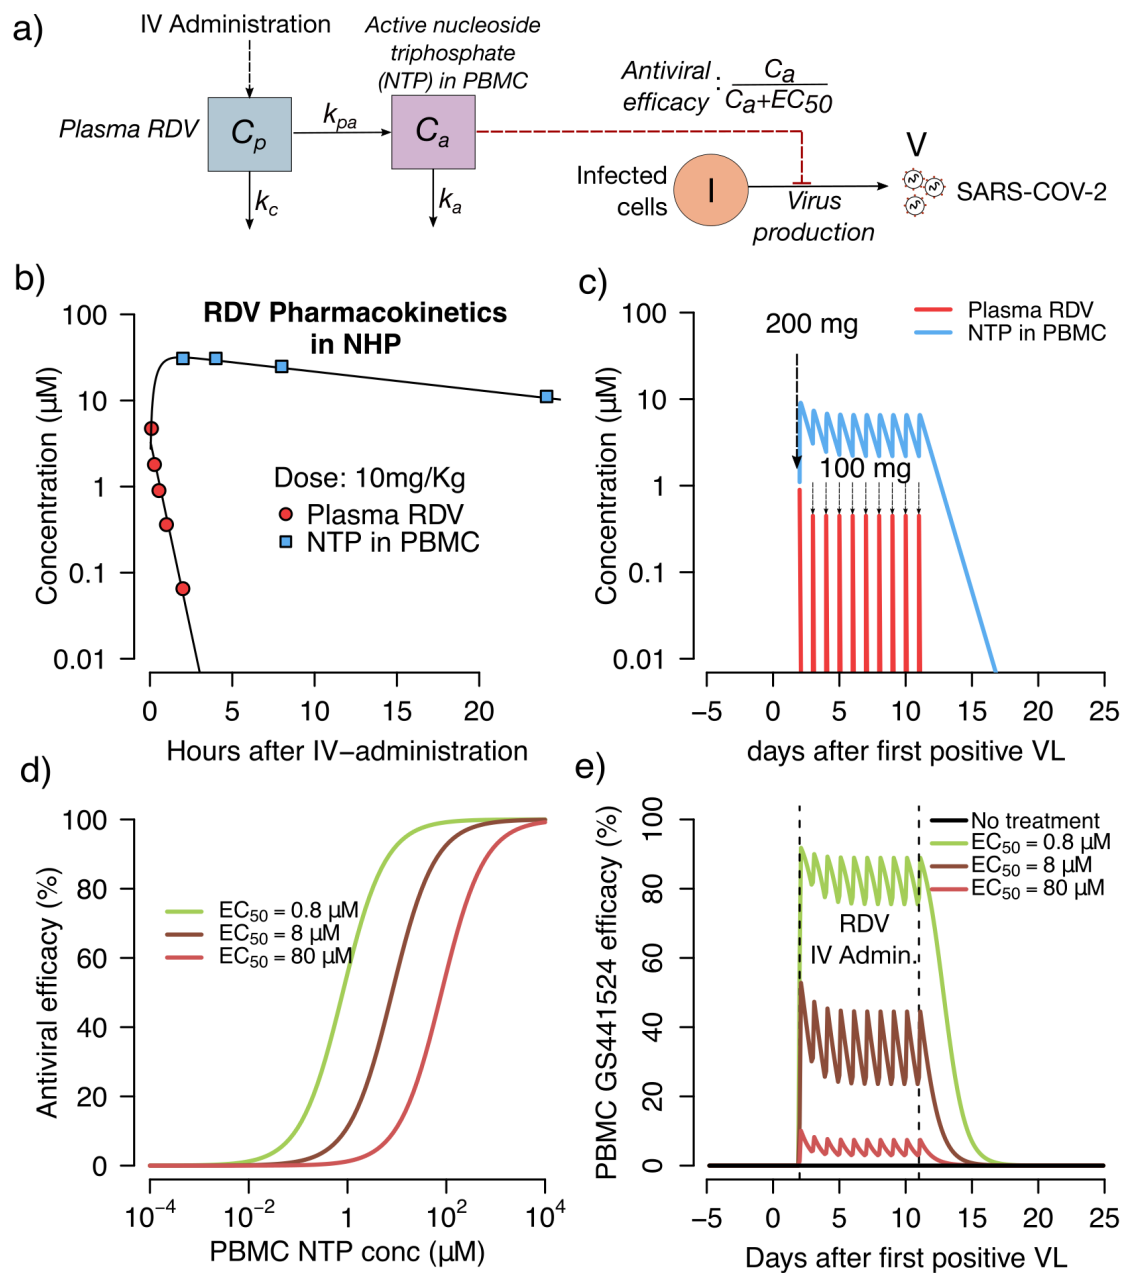 a)
IV Administration
Active nucleoside
triphosphate
(NTP) in PBMC
Plasma RDV
Cp
kpa
Ca
kc
ka
Antiviral
efficacy
:
Ca
Ca+EC50
Infected
cells
I
Virus
production
V
SARS-COV-2
b)
RDV Pharmacokinetics
in NHP
Concentration (μM)
100
10
1
0.1
0.01
Dose: 10mg/Kg
Plasma RDV
NTP in PBMC
0 5 10 15 20
Hours after IV−administration
c)
Plasma RDV
NTP in PBMC
200 mg
100 mg
Concentration (μM)
100
10
1
0.1
0.01
−5 0 5 10 15 20 25
days after first positive VL
d)
Antiviral efficacy (%)
100
80
60
40
20
0
EC50 = 0.8 μM
EC50 = 8 μM
EC50 = 80 μM
10−4 10−2 1 10² 10⁴
PBMC NTP conc (μM)
e)
PBMC GS441524 efficacy (%)
0 20 40 60 80 100
No treatment
EC50 = 0.8 μM
EC50 = 8 μM
EC50 = 80 μM
RDV
IV Admin.
−5 0 5 10 15 20 25
Days after first positive VL